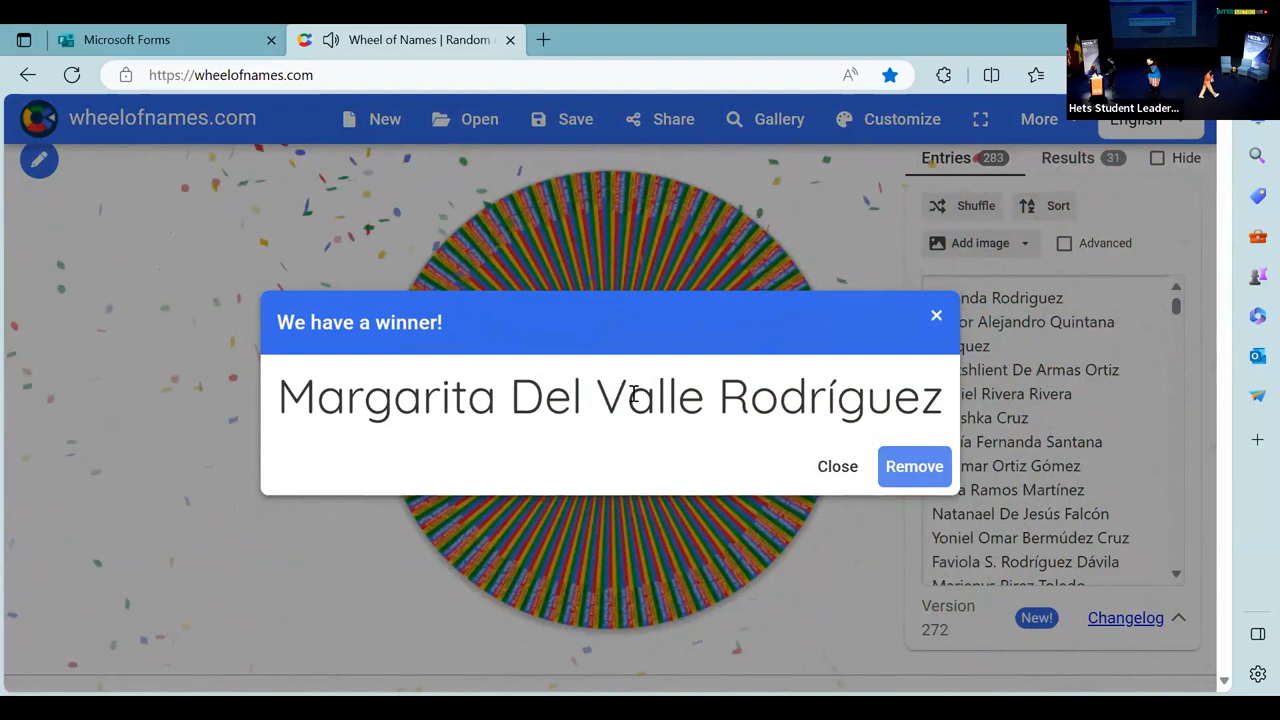 Microsoft Forms
Wheel of Names | Random
INTER METRO
https://wheelofnames.com
Hets Student Leader...
wheelofnames.com
New
Open
Save
Share
Gallery
Customize
More
English
Entries 283
Results 31
Hide
Shuffle
Sort
Add image
Advanced
nda Rodriguez
or Alejandro Quintana
quez
rshlient De Armas Ortiz
iel Rivera Rivera
shka Cruz
ía Fernanda Santana
mar Ortiz Gómez
a Ramos Martínez
Natanael De Jesús Falcón
Yoniel Omar Bermúdez Cruz
Faviola S. Rodríguez Dávila
We have a winner!
Margarita Del Valle Rodríguez
Close
Remove
Version
272
New!
Changelog